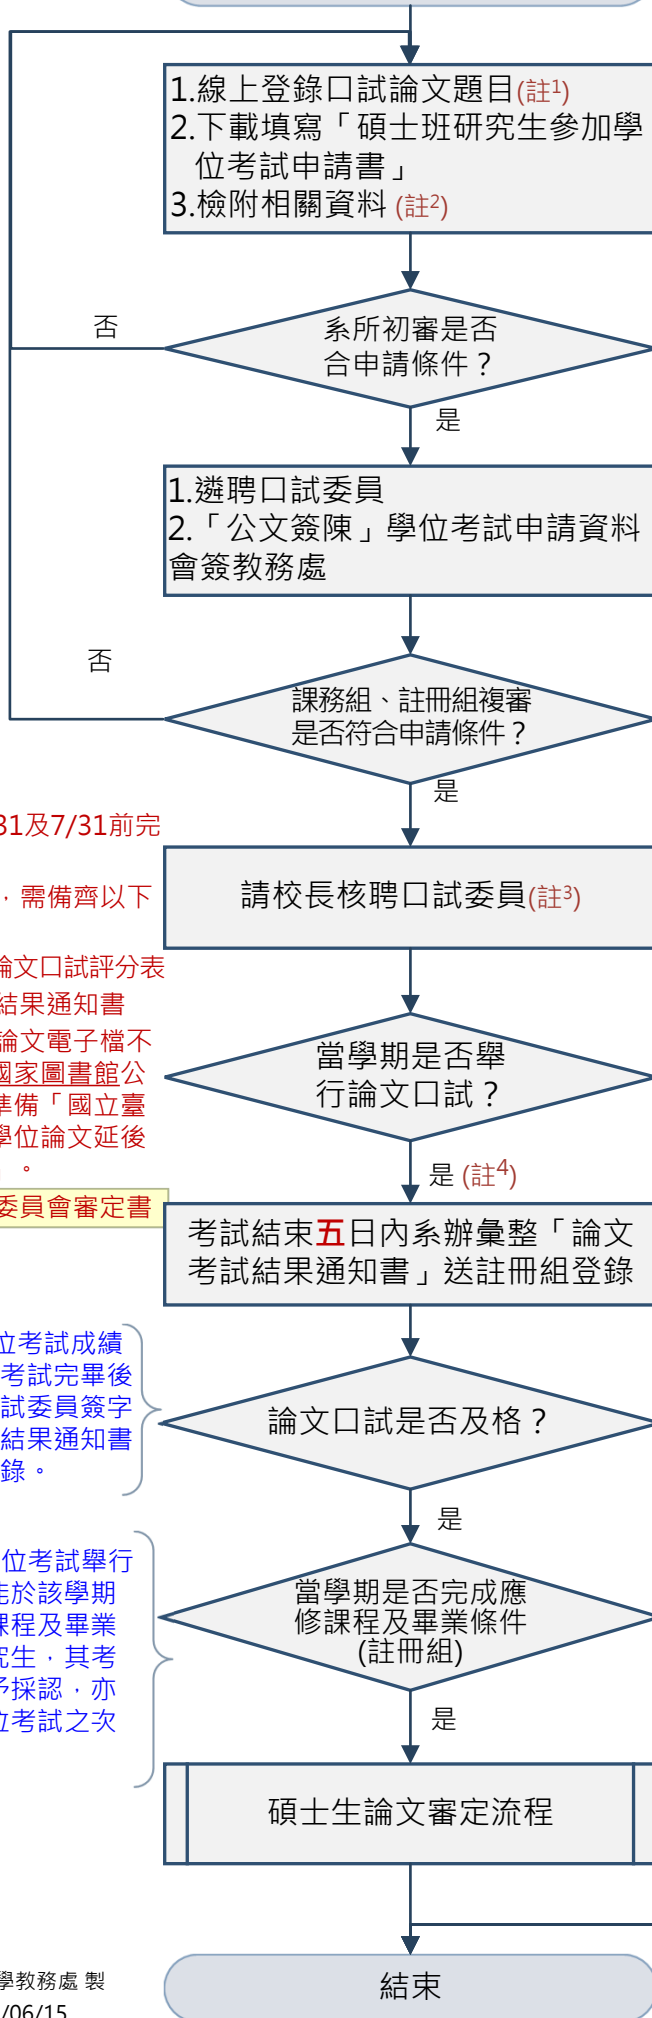 1.線上登錄口試論文題目(註1)
2.下載填寫「碩士班研究生參加學
位考試申請書」
3.檢附相關資料 (註2)
否
系所初審是否
合申請條件？
是
1.遴聘口試委員
2.「公文簽陳」學位考試申請資料
會簽教務處
否
課務組、註冊組複審
是否符合申請條件？
是
31及7/31前完
，需備齊以下
論文口試評分表
結果通知書
論文電子檔不
國家圖書館公
準備「國立臺
學位論文延後
」。
委員會審定書
請校長核聘口試委員(註3)
當學期是否舉
行論文口試？
是 (註4)
考試結束五日內系辦彙整「論文
考試結果通知書」送註冊組登錄
位考試成績
考試完畢後
試委員簽字
結果通知書
錄。
論文口試是否及格？
是
位考試舉行
能於該學期
課程及畢業
究生，其考
予採認，亦
位考試之次
當學期是否完成應
修課程及畢業條件
(註冊組)
是
碩士生論文審定流程
結束
學教務處 製
/06/15